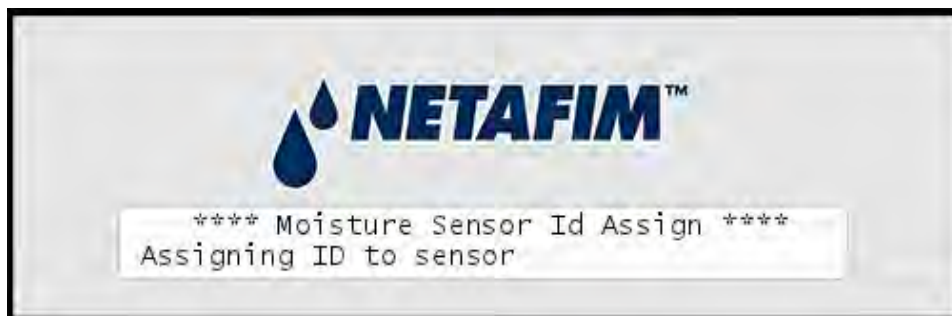 NETAFIM™
**** Moisture Sensor Id Assign ****
Assigning ID to sensor